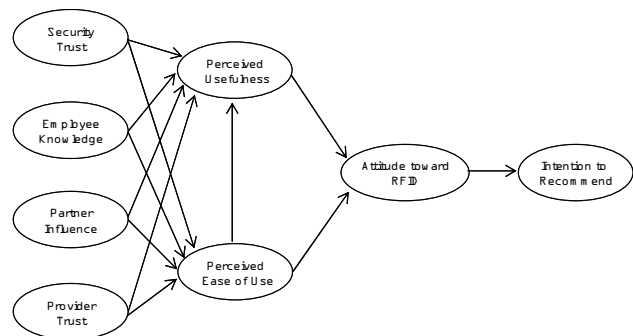 Security
Trust
Employee
Knowledge
Partner
Influence
Provider
Trust
Perceived
Usefulness
Perceived
Ease of Use
Attitude toward
RFID
Intention to
Recommend